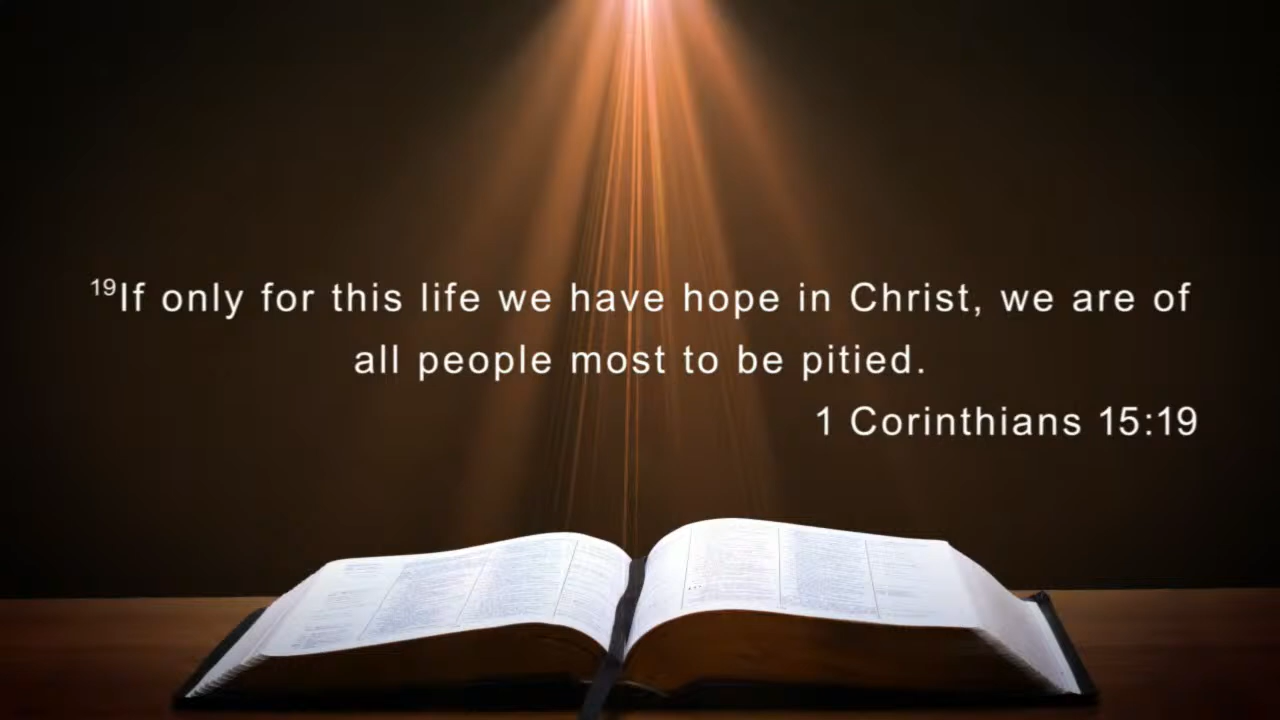 19If only for this life we have hope in Christ, we are of
all people most to be pitied.
1 Corinthians 15:19